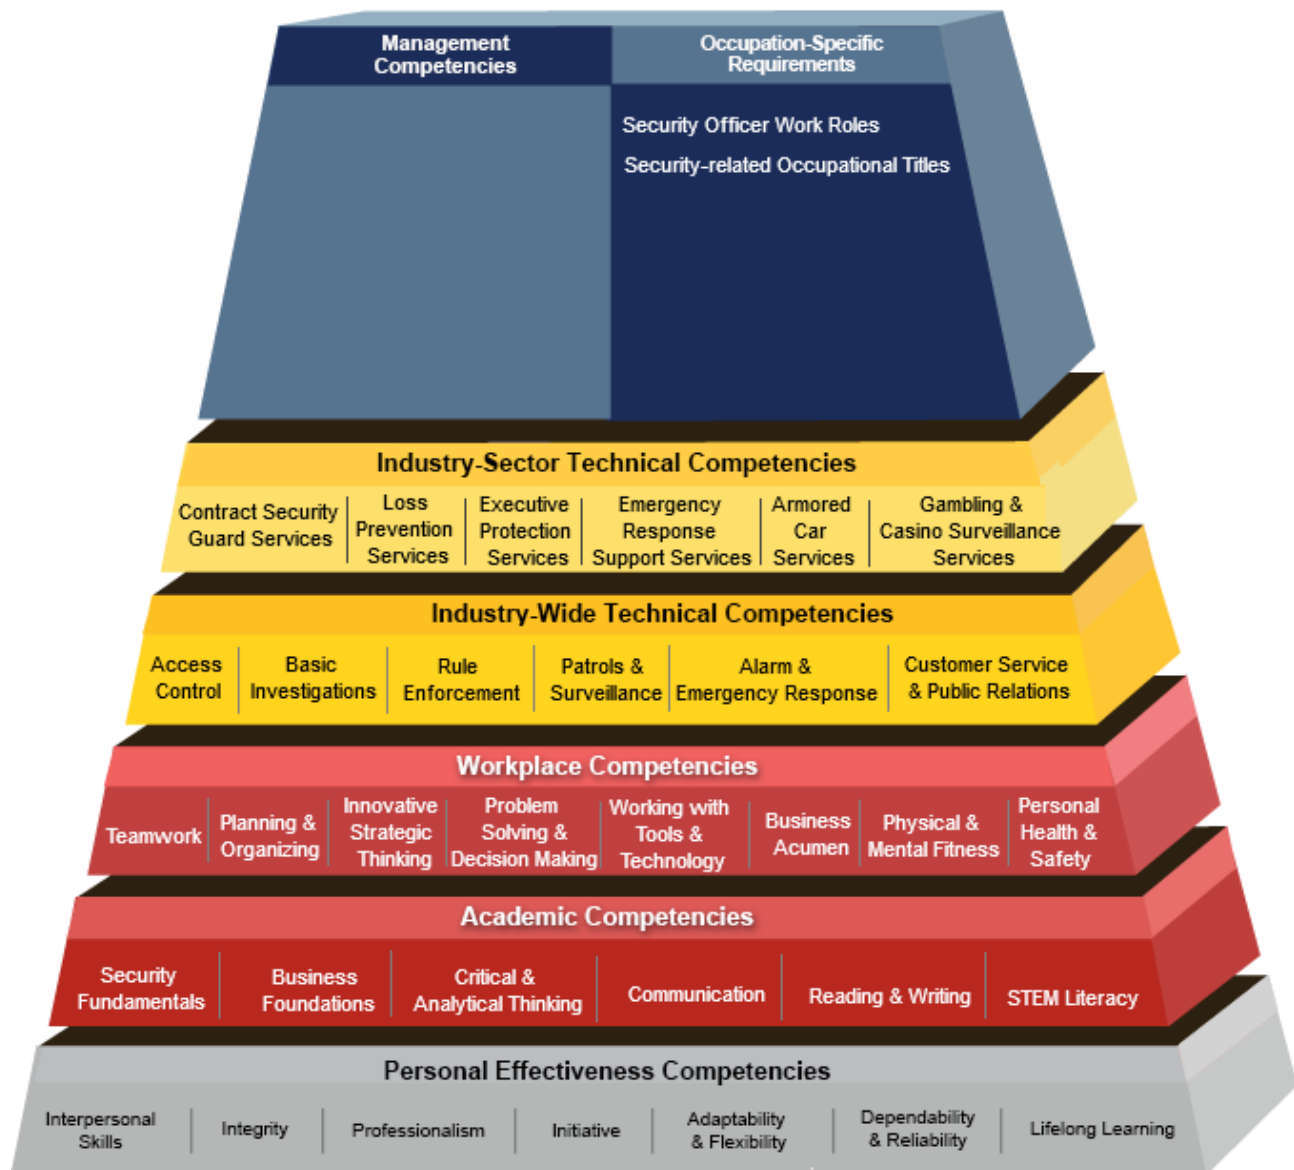 Management
Competencies
Occupation-Specific
Requirements
Security Officer Work Roles
Security-related Occupational Titles
Industry-Sector Technical Competencies
Contract Security
Guard Services
Loss
Prevention
Services
Executive
Protection
Services
Emergency
Response
Support Services
Armored
Car
Services
Gambling &
Casino Surveillance
Services
Industry-Wide Technical Competencies
Access
Control
Basic
Investigations
Rule
Enforcement
Patrols &
Surveillance
Alarm &
Emergency Response
Customer Service
& Public Relations
Workplace Competencies
Teamwork
Planning &
Organizing
Innovative
Strategic
Thinking
Problem
Solving &
Decision Making
Working with
Tools &
Technology
Business
Acumen
Physical &
Mental Fitness
Personal
Health &
Safety
Academic Competencies
Security
Fundamentals
Business
Foundations
Critical &
Analytical Thinking
Communication
Reading & Writing
STEM Literacy
Personal Effectiveness Competencies
Interpersonal
Skills
Integrity
Professionalism
Initiative
Adaptability
& Flexibility
Dependability
& Reliability
Lifelong Learning